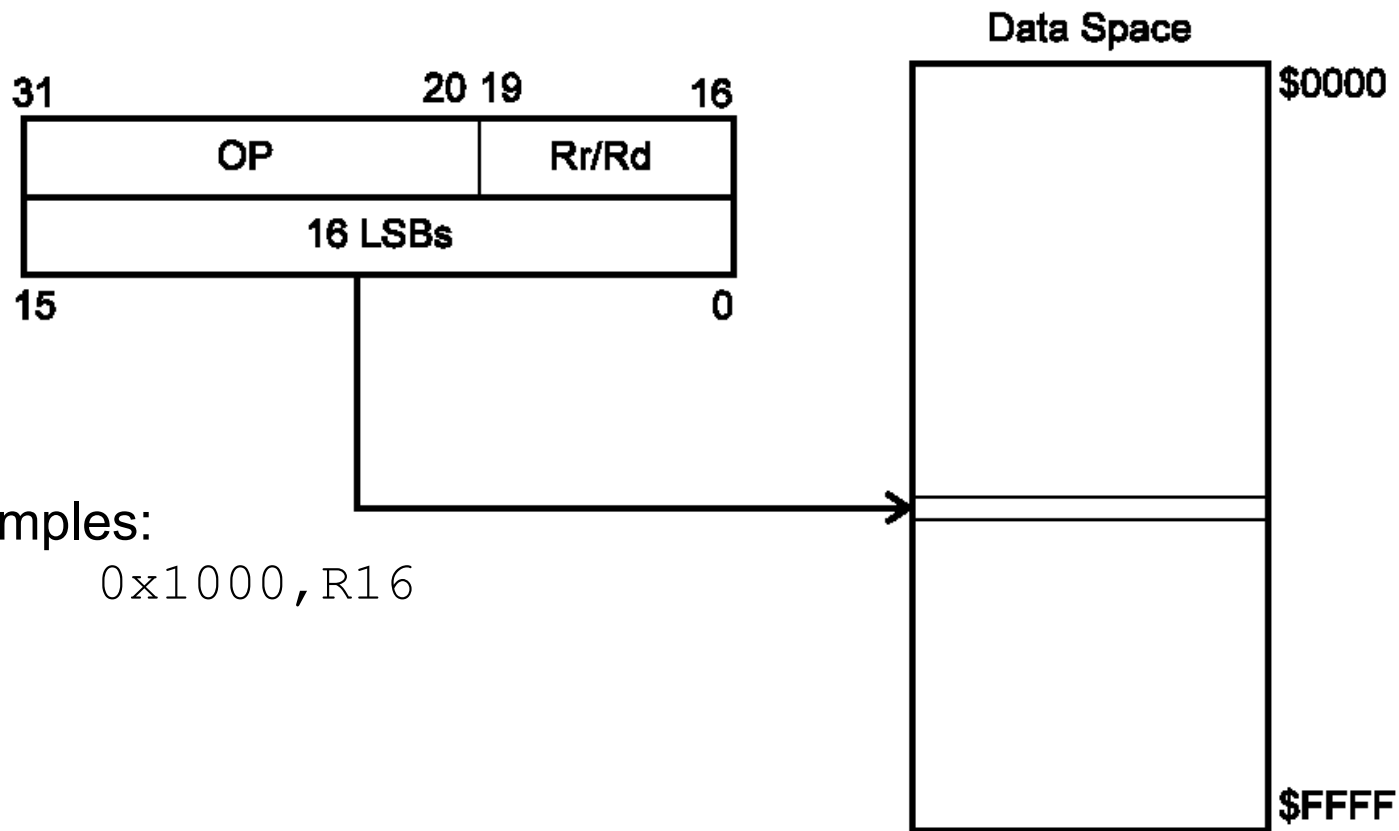 Data Space
$0000
31 20 19 16
OP Rr/Rd
16 LSBs
15 0
mples:
0x1000,R16
$FFFF